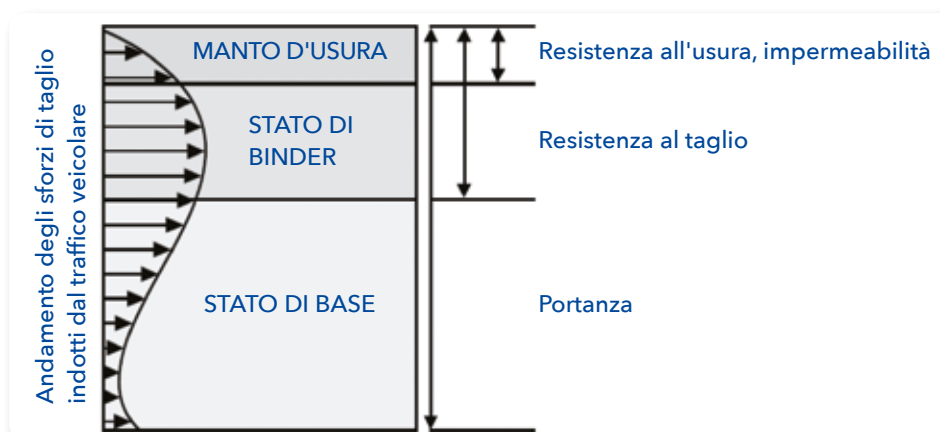 Andamento degli sforzi di taglio
indotti dal traffico veicolare
MANTO D'USURA
Resistenza all'usura, impermeabilità
STATO DI
BINDER
Resistenza al taglio
STATO DI BASE
Portanza